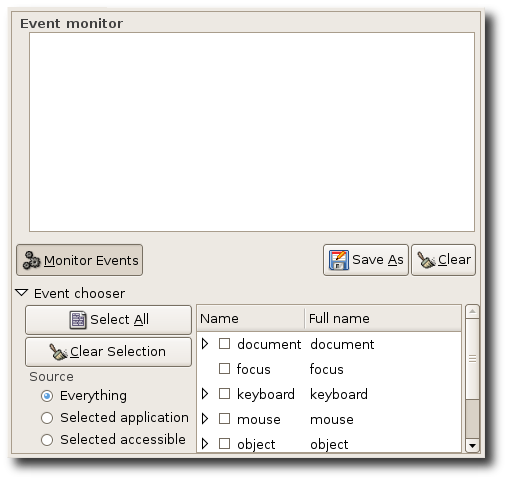 Event monitor
Monitor Events
Save As
Clear
Event chooser
Select All
Clear Selection
Source
Everything
Selected application
Selected accessible
Name Full name
document document
focus focus
keyboard keyboard
mouse mouse
object object